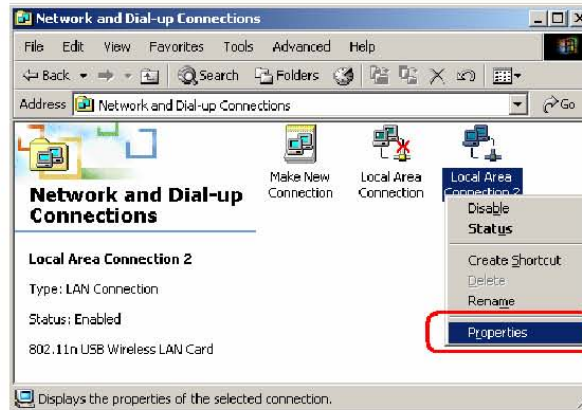 Network and Dial-up Connections
File Edit View Favorites Tools Advanced Help
Back Search Folders
Address Network and Dial-up Connections Go
Make New Connection
Local Area Connection
Local Area Connection 2
Network and Dial-up Connections
Local Area Connection 2
Type: LAN Connection
Status: Enabled
802.11n USB Wireless LAN Card
Disable
Status
Create Shortcut
Delete
Rename
Properties
Displays the properties of the selected connection.